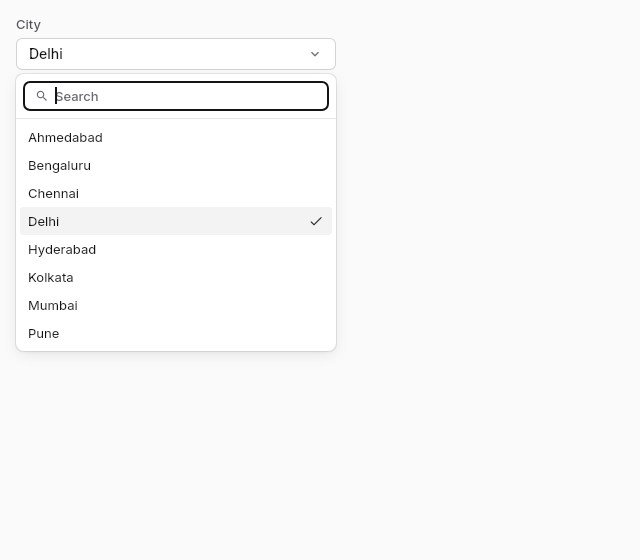 City
Delhi
Search
Ahmedabad
Bengaluru
Chennai
Delhi
Hyderabad
Kolkata
Mumbai
Pune